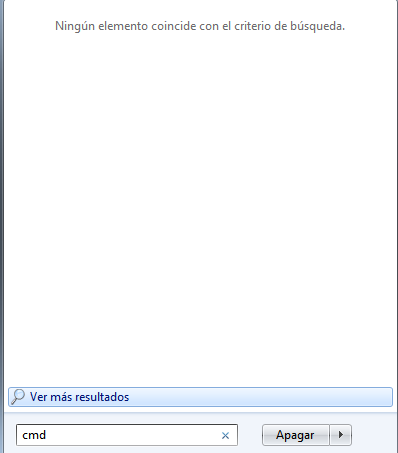 Ningún elemento coincide con el criterio de búsqueda.
Ver más resultados
cmd
Apagar